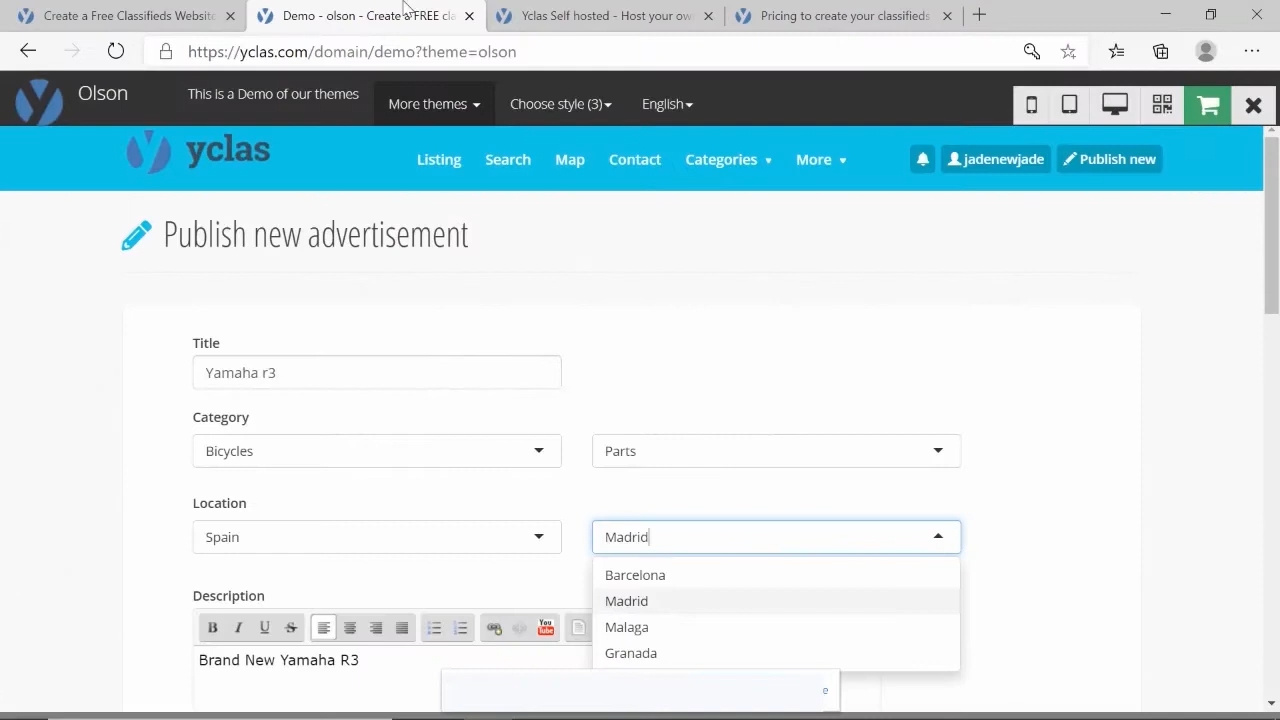 Create a Free Classifieds Website
Demo - olson - Create a FREE cla
Yclas Self hosted - Host your own
Pricing to create your classifieds
https://yclas.com/domain/demo?theme=olson
Olson
This is a Demo of our themes
More themes
Choose style (3)
English
yclas
Listing
Search
Map
Contact
Categories
More
jadenewjade
Publish new
Publish new advertisement
Title
Yamaha r3
Category
Bicycles
Parts
Location
Spain
Madrid
Barcelona
Madrid
Malaga
Granada
Description
B I U S
You Tube
Brand New Yamaha R3
e